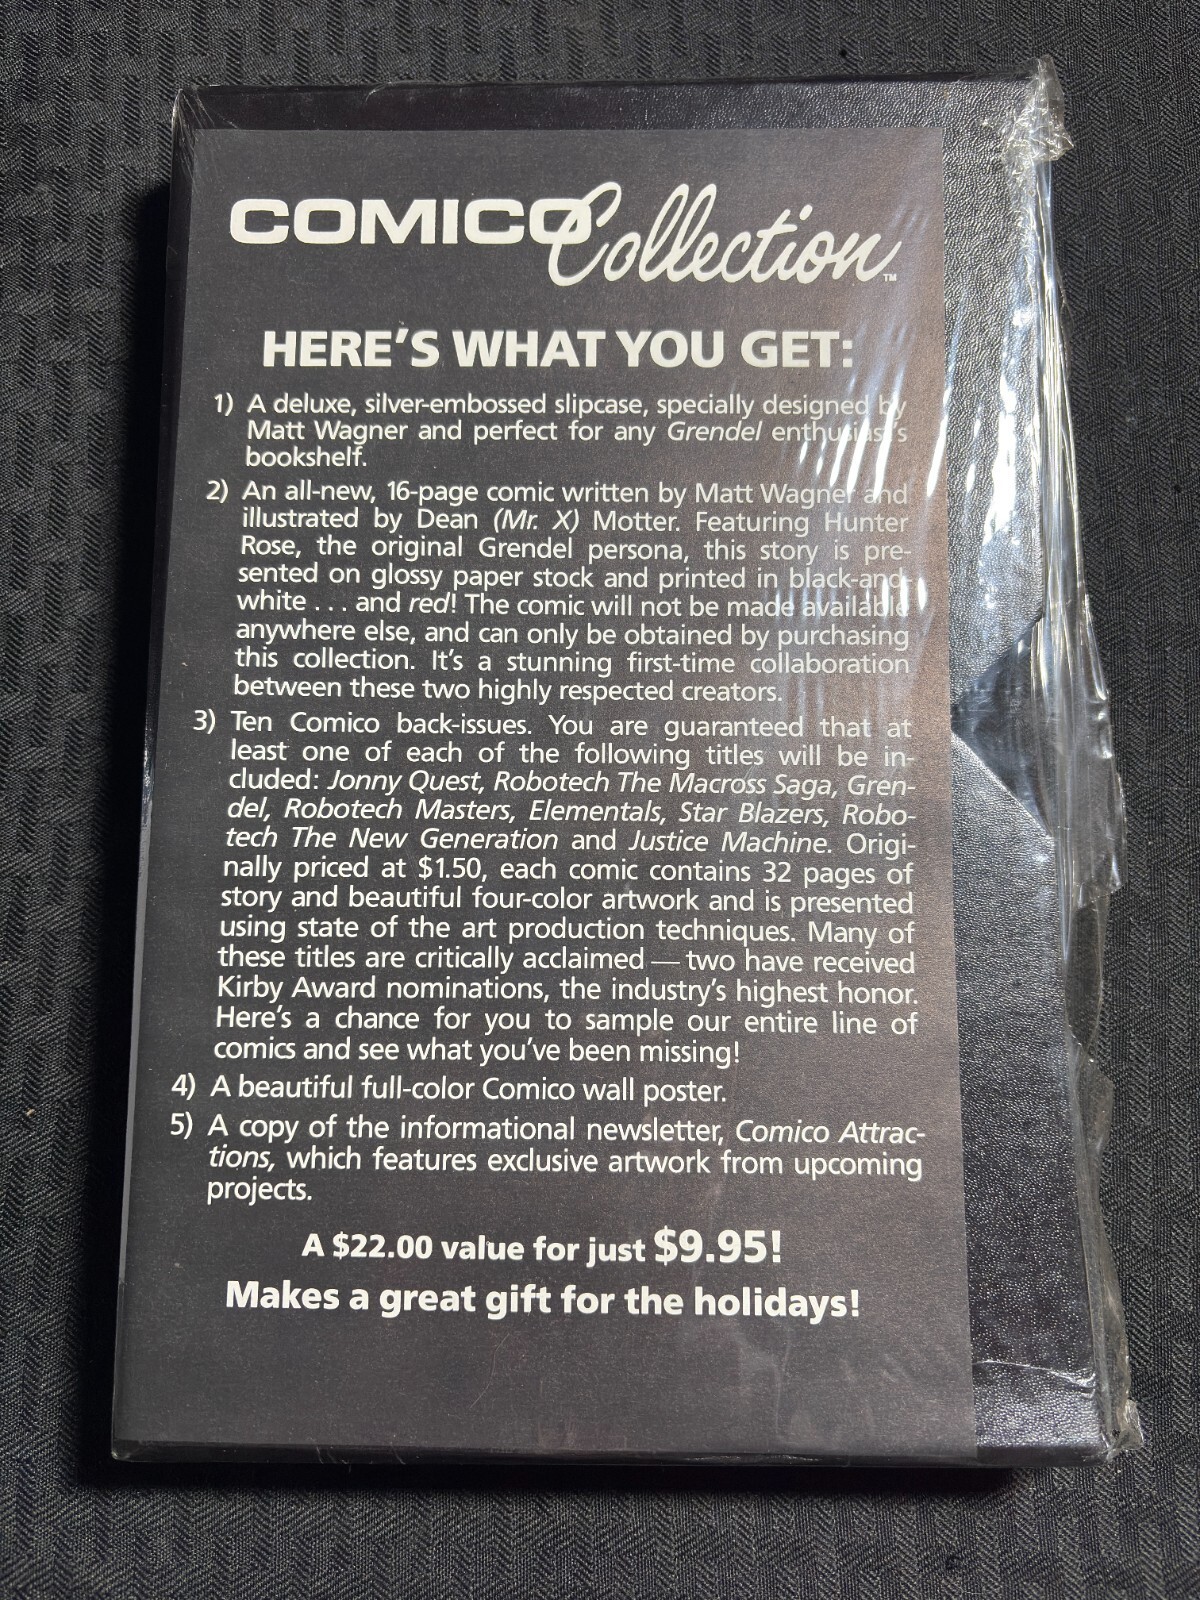 COMICO Collection™
HERE'S WHAT YOU GET:
1) A deluxe, silver-embossed slipcase, specially designed by
Matt Wagner and perfect for any Grendel enthusiast's
bookshelf.
2) An all-new, 16-page comic written by Matt Wagner and
illustrated by Dean (Mr. X) Motter. Featuring Hunter
Rose, the original Grendel persona, this story is pre-
sented on glossy paper stock and printed in black-and-
white . . . and red! The comic will not be made available
anywhere else, and can only be obtained by purchasing
this collection. It's a stunning first-time collaboration
between these two highly respected creators.
3) Ten Comico back-issues. You are guaranteed that at
least one of each of the following titles will be in-
cluded: Jonny Quest, Robotech The Macross Saga, Gren-
del, Robotech Masters, Elementals, Star Blazers, Robo-
tech The New Generation and Justice Machine. Origi-
nally priced at $1.50, each comic contains 32 pages of
story and beautiful four-color artwork and is presented
using state of the art production techniques. Many of
these titles are critically acclaimed — two have received
Kirby Award nominations, the industry's highest honor.
Here's a chance for you to sample our entire line of
comics and see what you've been missing!
4) A beautiful full-color Comico wall poster.
5) A copy of the informational newsletter, Comico Attrac-
tions, which features exclusive artwork from upcoming
projects.
A $22.00 value for just $9.95!
Makes a great gift for the holidays!